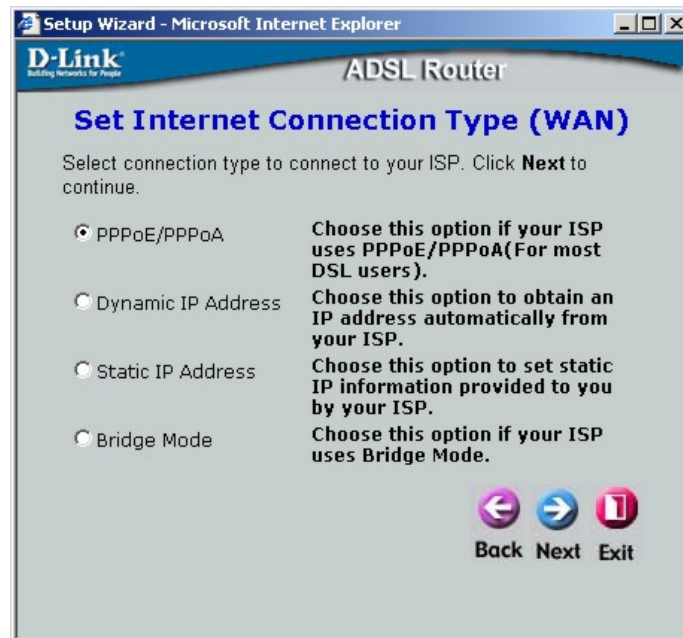 Setup Wizard - Microsoft Internet Explorer
D-Link
Building Networks for People
ADSL Router
Set Internet Connection Type (WAN)
Select connection type to connect to your ISP. Click Next to
continue.
PPPoE/PPPoA
Choose this option if your ISP
uses PPPoE/PPPoA(For most
DSL users).
Dynamic IP Address
Choose this option to obtain an
IP address automatically from
your ISP.
Static IP Address
Choose this option to set static
IP information provided to you
by your ISP.
Bridge Mode
Choose this option if your ISP
uses Bridge Mode.
Back Next Exit